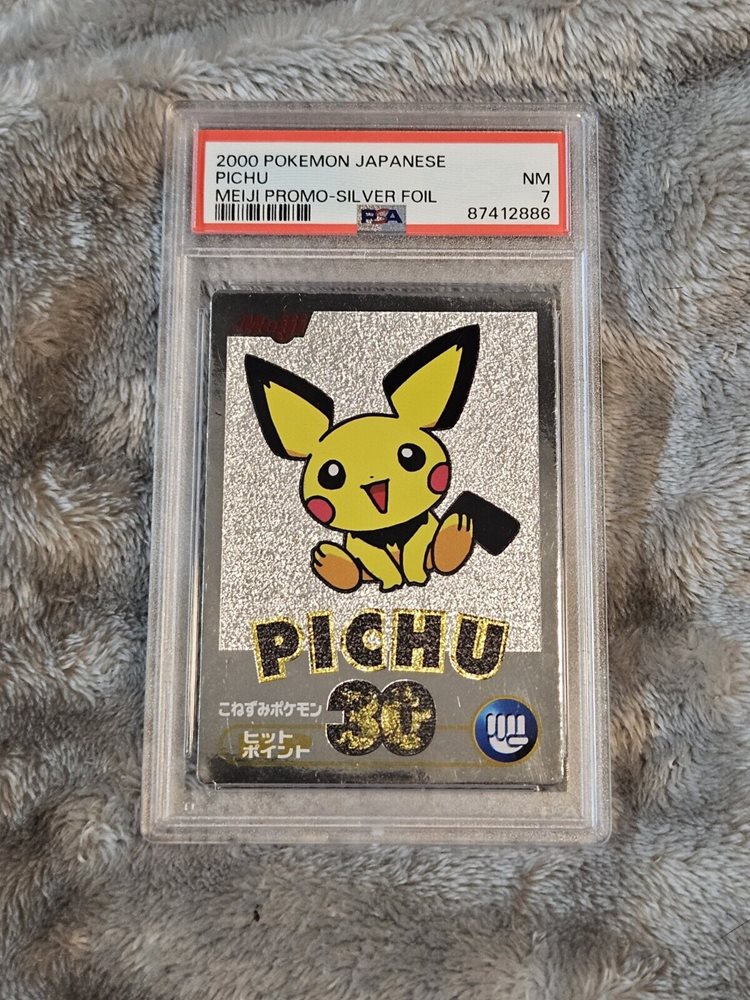 2000 POKEMON JAPANESE
PICHU NM
MEIJI PROMO-SILVER FOIL 7
PSA 87412886
Meiji
PICHU
こねずみポケモン 30
ヒット
ポイント